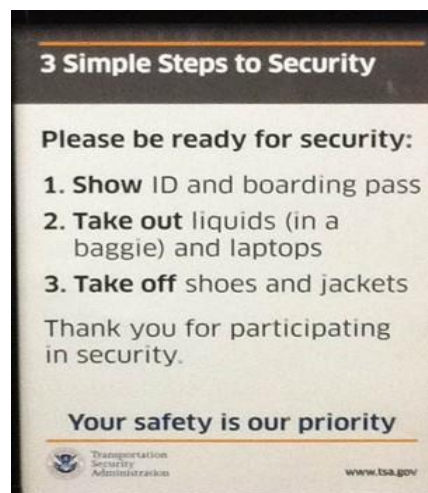 3 Simple Steps to Security
Please be ready for security:
1. Show ID and boarding pass
2. Take out liquids (in a
baggie) and laptops
3. Take off shoes and jackets
Thank you for participating
in security.
Your safety is our priority
Transportation
Security
Administration
www.tsa.gov